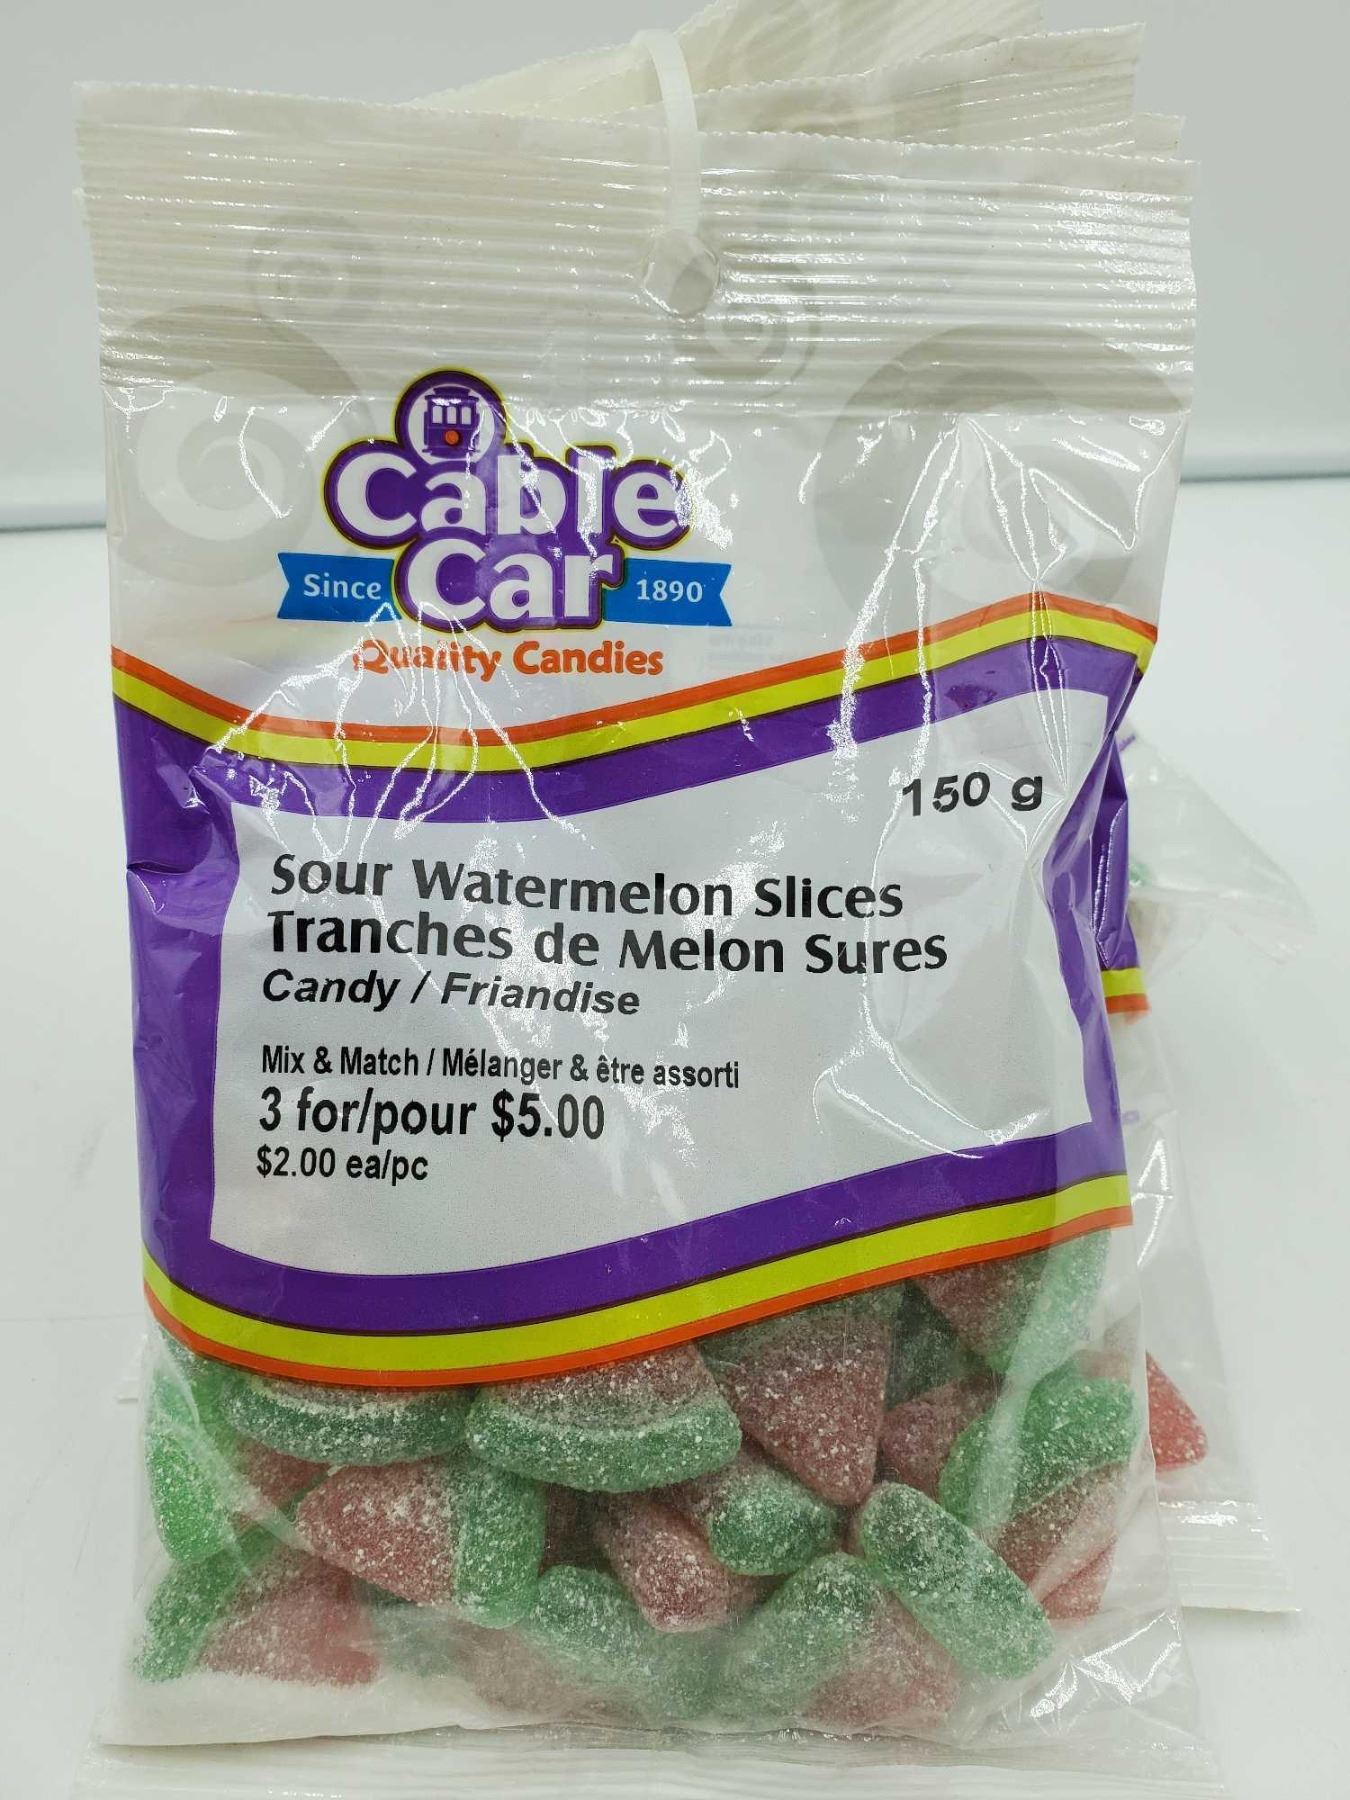 Cable
Car
Since 1890
Quality Candies
150 g
Sour Watermelon Slices
Tranches de Melon Sures
Candy / Friandise
Mix & Match / Mélanger & être assorti
3 for/pour $5.00
$2.00 ea/pc